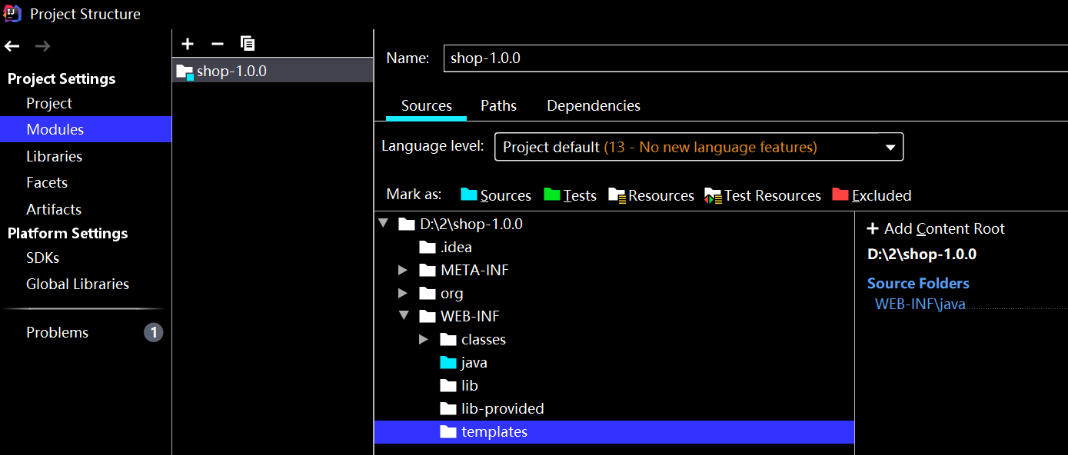 Project Structure
Project Settings
Project
Modules
Libraries
Facets
Artifacts
Platform Settings
SDKs
Global Libraries
Problems 1
shop-1.0.0
Name: shop-1.0.0
Sources Paths Dependencies
Language level: Project default (13 - No new language features)
Mark as: Sources Tests Resources Test Resources Excluded
D:\2\shop-1.0.0
.idea
META-INF
org
WEB-INF
classes
java
lib
lib-provided
templates
+ Add Content Root
D:\2\shop-1.0.0
Source Folders
WEB-INF\java